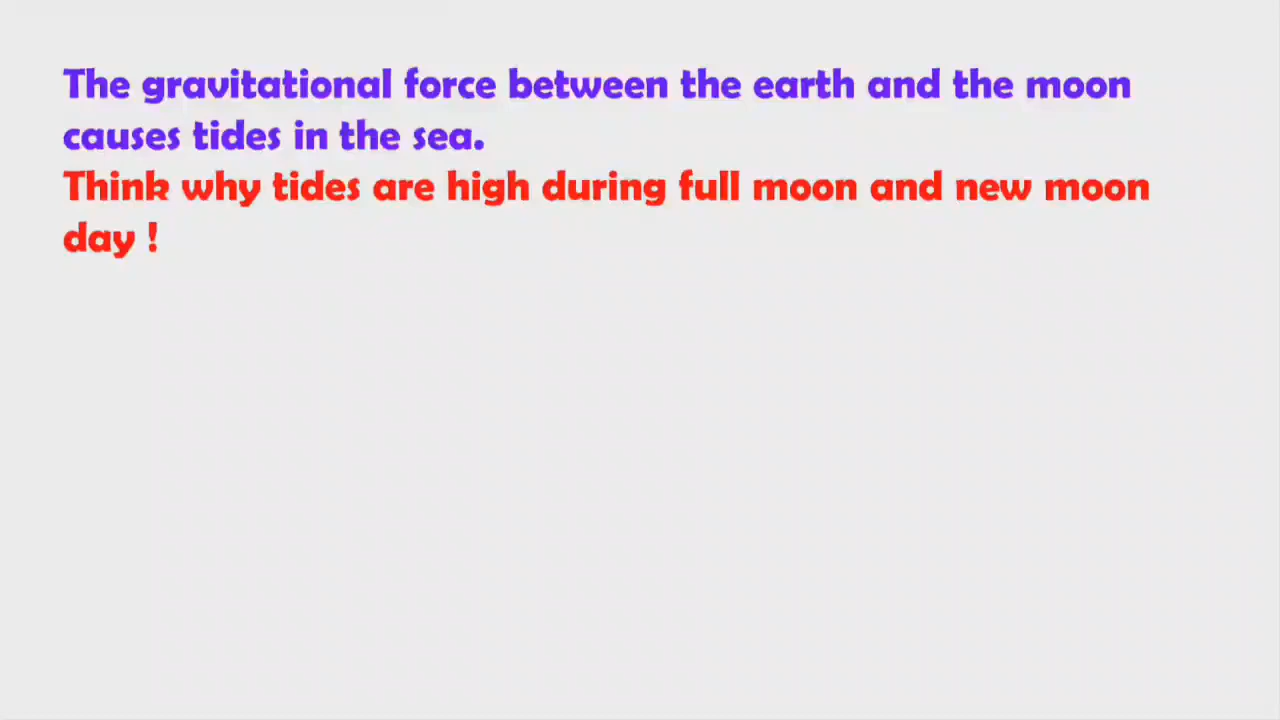 The gravitational force between the earth and the moon
causes tides in the sea.
Think why tides are high during full moon and new moon
day !